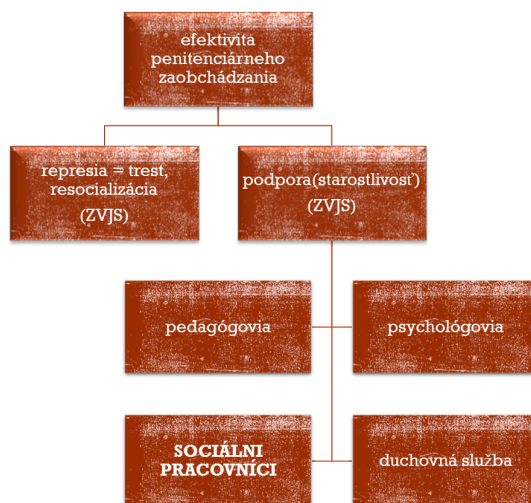 efektivita
penitenciárneho
zaobchádzania
represia = trest,
resocializácia
(ZVJS)
podpora(starostlivosť)
(ZVJS)
pedagógovia
psychológovia
SOCIÁLNI
PRACOVNÍCI
duchovná služba